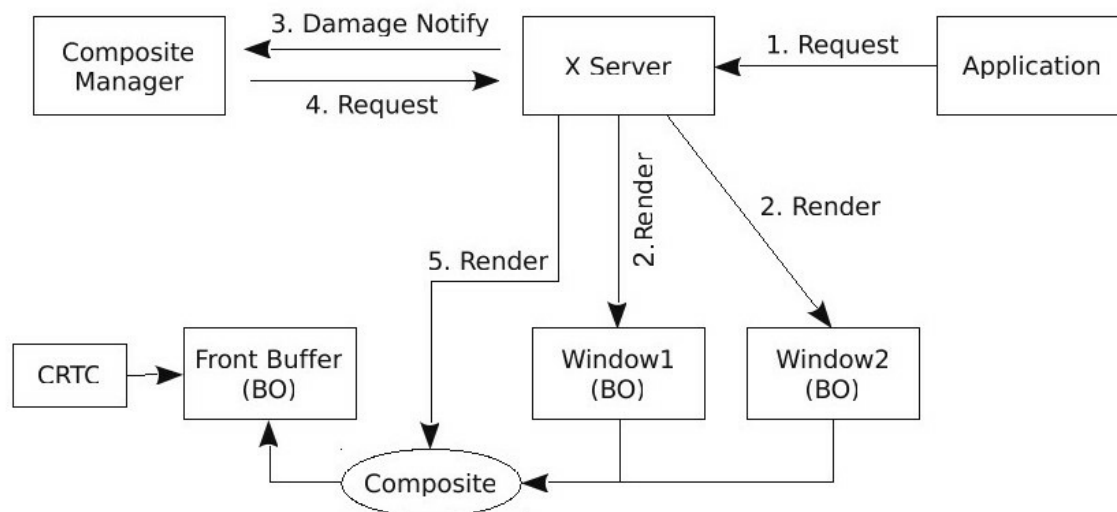 Composite
Manager
3. Damage Notify
4. Request
X Server
1. Request
Application
2.Render
2. Render
5. Render
CRTC
Front Buffer
(BO)
Window1
(BO)
Window2
(BO)
Composite